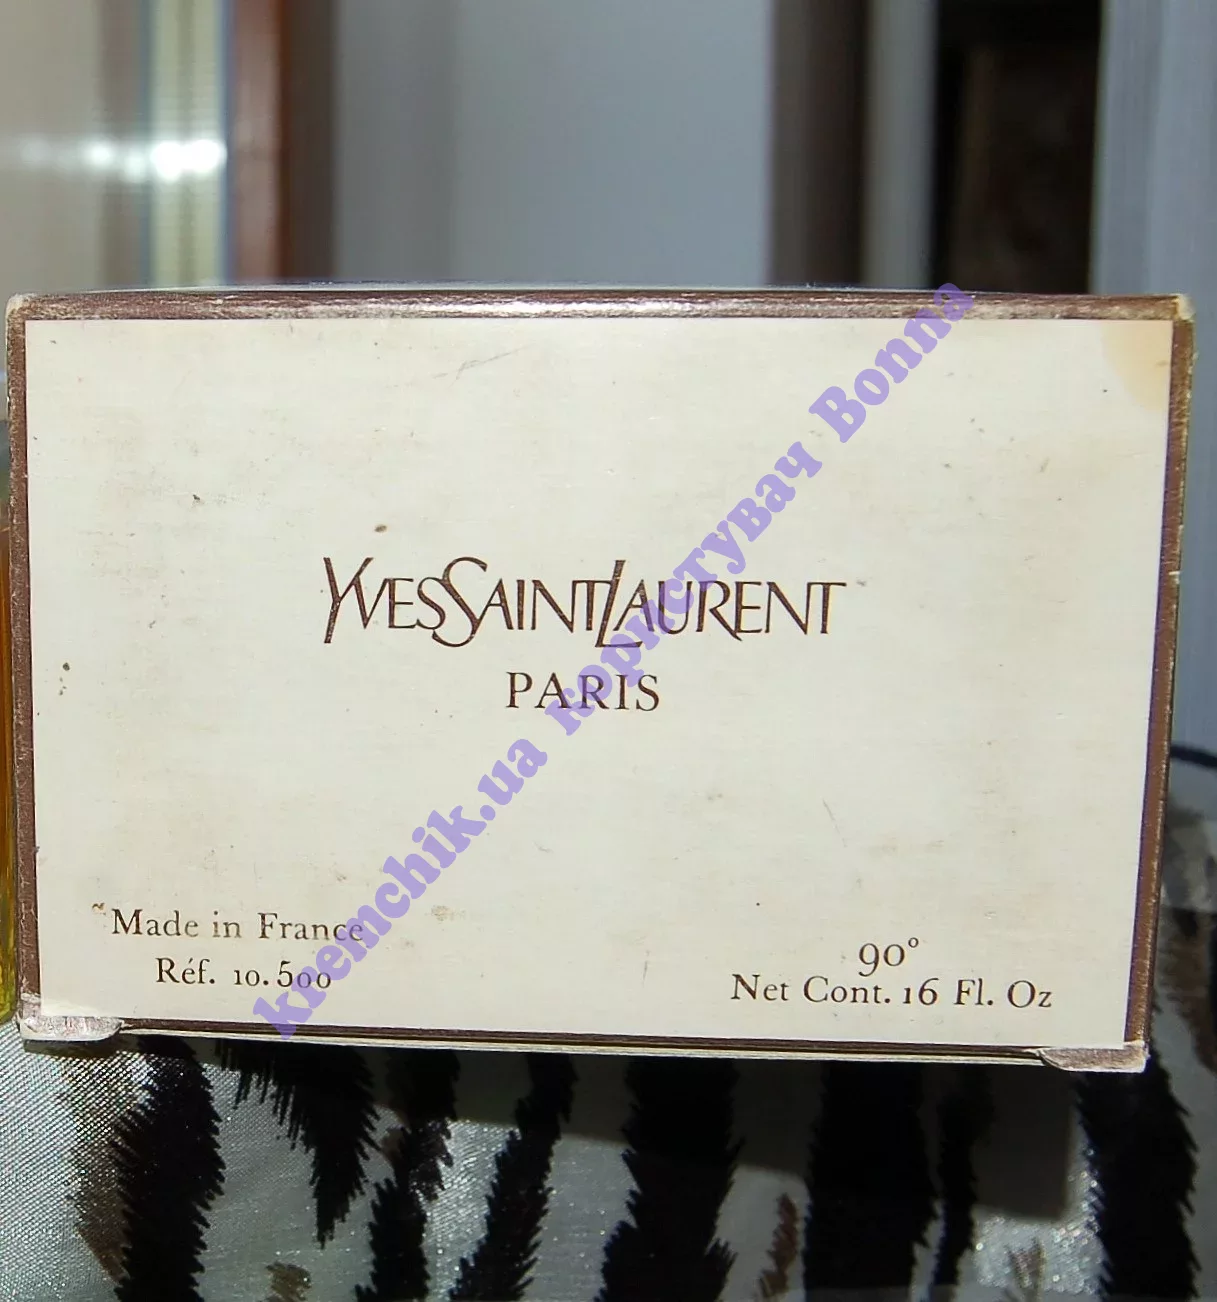 YVESSAINTLAURENT
PARIS
Made in France
Réf. 10.500
90°
Net Cont. 16 Fl. Oz
kremchik.ua користувач Bonna